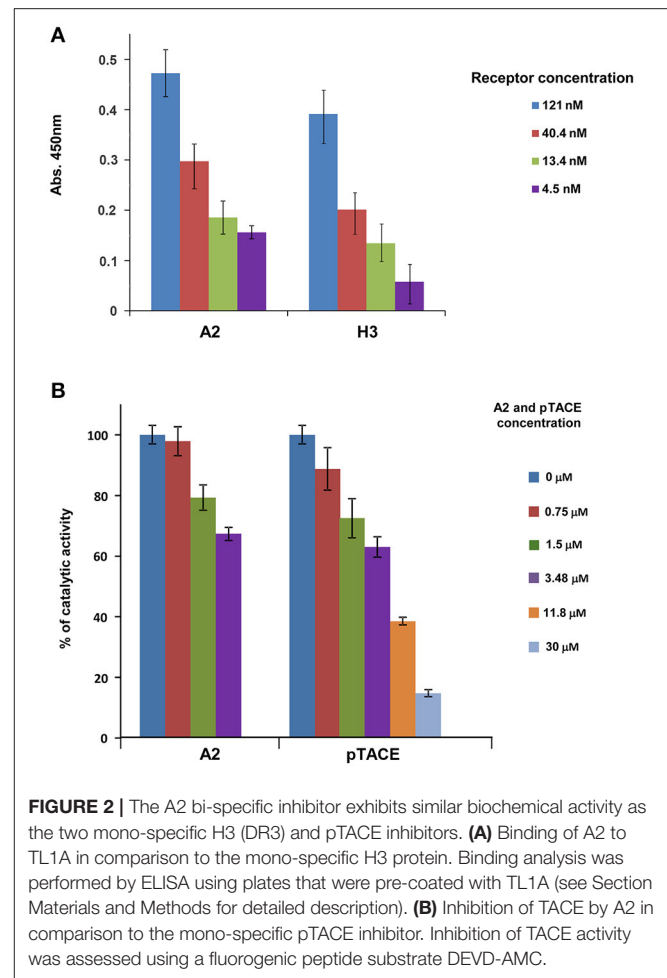 A
Abs. 450nm
0.5
0.4
0.3
0.2
0.1
0
A2
H3
Receptor concentration
121 nM
40.4 nM
13.4 nM
4.5 nM
B
% of catalytic activity
100
80
60
40
20
0
A2
pTACE
A2 and pTACE
concentration
0 μM
0.75 μM
1.5 μM
3.48 μM
11.8 μM
30 μM
FIGURE 2 | The A2 bi-specific inhibitor exhibits similar biochemical activity as
the two mono-specific H3 (DR3) and pTACE inhibitors. (A) Binding of A2 to
TL1A in comparison to the mono-specific H3 protein. Binding analysis was
performed by ELISA using plates that were pre-coated with TL1A (see Section
Materials and Methods for detailed description). (B) Inhibition of TACE by A2 in
comparison to the mono-specific pTACE inhibitor. Inhibition of TACE activity
was assessed using a fluorogenic peptide substrate DEVD-AMC.